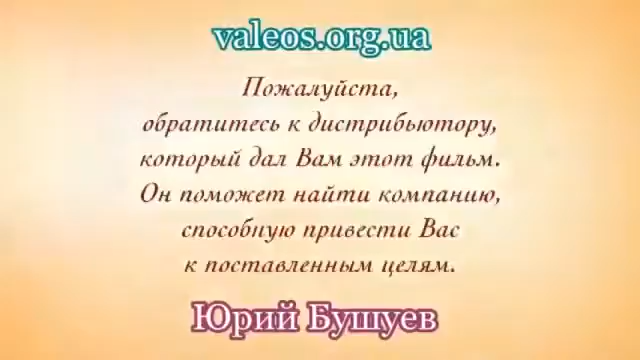 valeos.org.ua
Пожалуйста,
обратитесь к дистрибьютору,
который дал Вам этот фильм.
Он поможет найти компанию,
способную привести Вас
к поставленным целям.
Юрий Бушуев